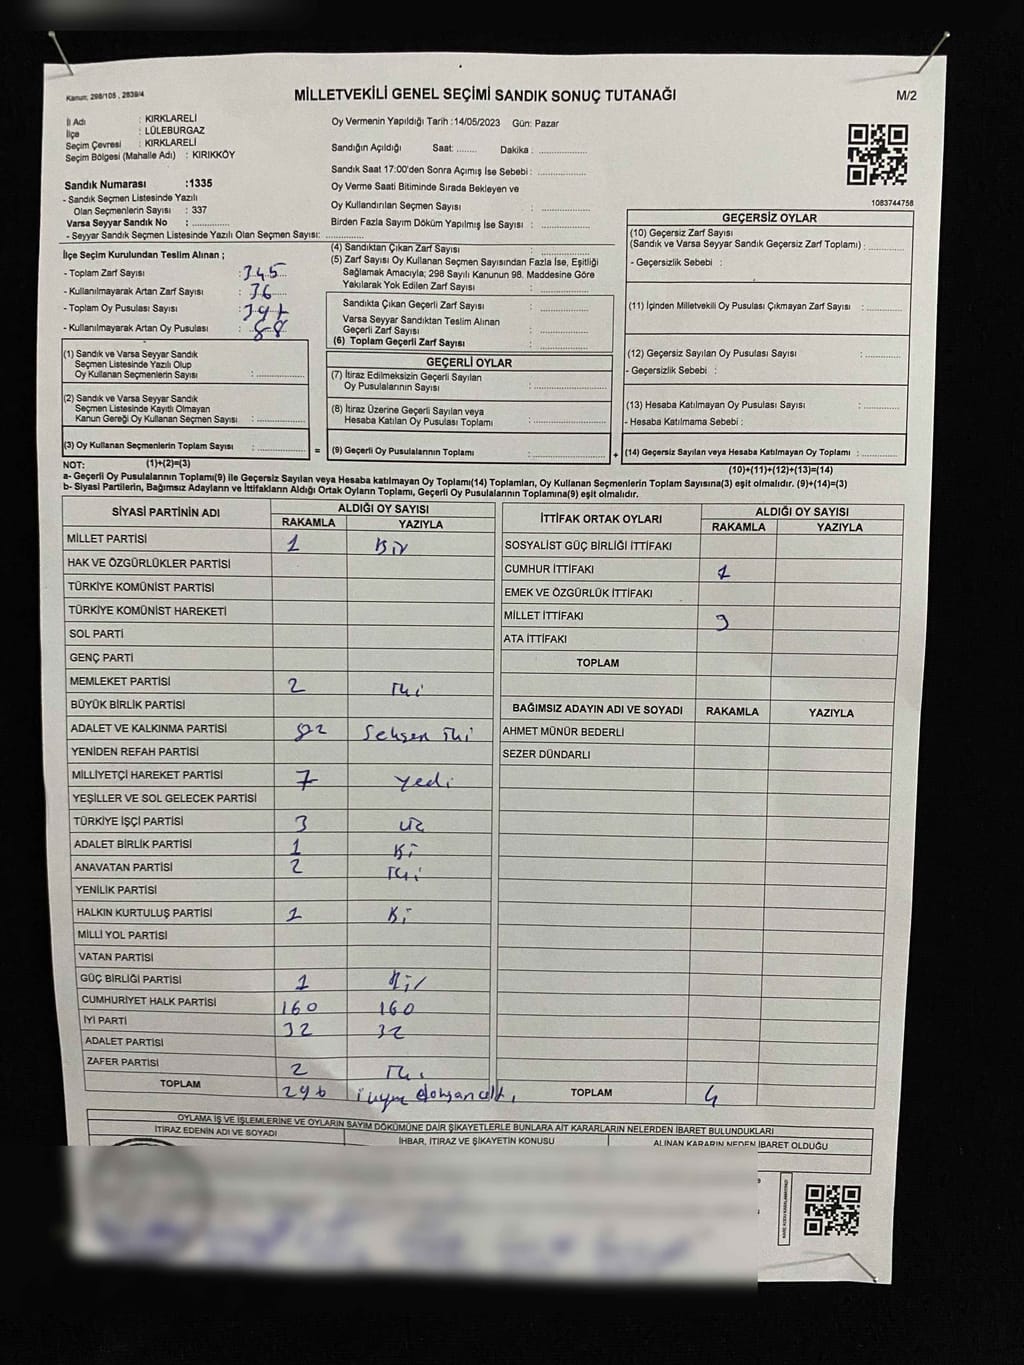 Kanun: 298/105 , 2839/4
MİLLETVEKİLİ GENEL SEÇİMİ SANDIK SONUÇ TUTANAĞI
M/2
İl Adı : KIRKLARELİ
İlçe : LÜLEBURGAZ
Seçim Çevresi : KIRKLARELİ
Seçim Bölgesi (Mahalle Adı) : KIRIKKÖY
Sandık Numarası :1335
- Sandık Seçmen Listesinde Yazılı
Olan Seçmenlerin Sayısı : 337
Varsa Seyyar Sandık No : ..............
- Seyyar Sandık Seçmen Listesinde Yazılı Olan Seçmen Sayısı: ..............
Oy Vermenin Yapıldığı Tarih :14/05/2023 Gün: Pazar
Sandığın Açıldığı Saat: ........ Dakika: ..............
Sandık Saat 17:00'den Sonra Açımış İse Sebebi : ..............
Oy Verme Saati Bitiminde Sırada Bekleyen ve
Oy Kullandırılan Seçmen Sayısı : ..............
Birden Fazla Sayım Döküm Yapılmış İse Sayısı : ..............
1083744758
İlçe Seçim Kurulundan Teslim Alınan ;
- Toplam Zarf Sayısı : 345
- Kullanılmayarak Artan Zarf Sayısı : 36
- Toplam Oy Pusulası Sayısı :
- Kullanılmayarak Artan Oy Pusulası : 88
(4) Sandıktan Çıkan Zarf Sayısı : ..............
(5) Zarf Sayısı Oy Kullanan Seçmen Sayısından Fazla İse, Eşitliği
Sağlamak Amacıyla; 298 Sayılı Kanunun 98. Maddesine Göre
Yakılarak Yok Edilen Zarf Sayısı : ..............
Sandıkta Çıkan Geçerli Zarf Sayısı : ..............
Varsa Seyyar Sandıktan Teslim Alınan
Geçerli Zarf Sayısı : ..............
(6) Toplam Geçerli Zarf Sayısı : ..............
GEÇERSİZ OYLAR
(10) Geçersiz Zarf Sayısı
(Sandık ve Varsa Seyyar Sandık Geçersiz Zarf Toplamı) : ..............
- Geçersizlik Sebebi :
(11) İçinden Milletvekili Oy Pusulası Çıkmayan Zarf Sayısı : ..............
(12) Geçersiz Sayılan Oy Pusulası Sayısı : ..............
- Geçersizlik Sebebi :
(13) Hesaba Katılmayan Oy Pusulası Sayısı : ..............
- Hesaba Katılmama Sebebi :
(1) Sandık ve Varsa Seyyar Sandık
Seçmen Listesinde Yazılı Olup
Oy Kullanan Seçmenlerin Sayısı : ..............
(2) Sandık ve Varsa Seyyar Sandık
Seçmen Listesinde Kayıtlı Olmayan
Kanun Gereği Oy Kullanan Seçmen Sayısı : ..............
(3) Oy Kullanan Seçmenlerin Toplam Sayısı : ..............
GEÇERLİ OYLAR
(7) İtiraz Edilmeksizin Geçerli Sayılan
Oy Pusulalarının Sayısı : ..............
(8) İtiraz Üzerine Geçerli Sayılan veya
Hesaba Katılan Oy Pusulası Toplamı : ..............
= (9) Geçerli Oy Pusulalarının Toplamı : ..............
+ (14) Geçersiz Sayılan veya Hesaba Katılmayan Oy Toplamı : ..............
NOT: (1)+(2)=(3)
(10)+(11)+(12)+(13)=(14)
a- Geçerli Oy Pusulalarının Toplamı(9) ile Geçersiz Sayılan veya Hesaba katılmayan Oy Toplamı(14) Toplamları, Oy Kullanan Seçmenlerin Toplam Sayısına(3) eşit olmalıdır. (9)+(14)=(3)
b- Siyasi Partilerin, Bağımsız Adayların ve İttifakların Aldığı Ortak Oyların Toplamı, Geçerli Oy Pusulalarının Toplamına(9) eşit olmalıdır.
SİYASİ PARTİNİN ADI ALDIĞI OY SAYISI
RAKAMLA YAZIYLA
MİLLET PARTİSİ 1 Bir
HAK VE ÖZGÜRLÜKLER PARTİSİ
TÜRKİYE KOMÜNİST PARTİSİ
TÜRKİYE KOMÜNİST HAREKETİ
SOL PARTİ
GENÇ PARTİ
MEMLEKET PARTİSİ 2 İki
BÜYÜK BİRLİK PARTİSİ
ADALET VE KALKINMA PARTİSİ 82 Seksen İki
YENİDEN REFAH PARTİSİ
MİLLİYETÇİ HAREKET PARTİSİ 7 Yedi
YEŞİLLER VE SOL GELECEK PARTİSİ
TÜRKİYE İŞÇİ PARTİSİ 3 üç
ADALET BİRLİK PARTİSİ 1 Bi
ANAVATAN PARTİSİ 2 İki
YENİLİK PARTİSİ
HALKIN KURTULUŞ PARTİSİ 1 Bi
MİLLİ YOL PARTİSİ
VATAN PARTİSİ
GÜÇ BİRLİĞİ PARTİSİ 1 Bir
CUMHURİYET HALK PARTİSİ 160 160
İYİ PARTİ 32 32
ADALET PARTİSİ
ZAFER PARTİSİ 2 İki
TOPLAM 296
İTTİFAK ORTAK OYLARI ALDIĞI OY SAYISI
RAKAMLA YAZIYLA
SOSYALİST GÜÇ BİRLİĞİ İTTİFAKI
CUMHUR İTTİFAKI 1
EMEK VE ÖZGÜRLÜK İTTİFAKI
MİLLET İTTİFAKI 3
ATA İTTİFAKI
TOPLAM
BAĞIMSIZ ADAYIN ADI VE SOYADI RAKAMLA YAZIYLA
AHMET MÜNÜR BEDERLİ
SEZER DÜNDARLI
TOPLAM 4
OYLAMA İŞ VE İŞLEMLERİNE VE OYLARIN SAYIM DÖKÜMÜNE DAİR ŞİKAYETLERLE BUNLARA AİT KARARLARIN NELERDEN İBARET BULUNDUKLARI
İTİRAZ EDENİN ADI VE SOYADI İHBAR, İTİRAZ VE ŞİKAYETİN KONUSU ALINAN KARARIN NEDEN İBARET OLDUĞU